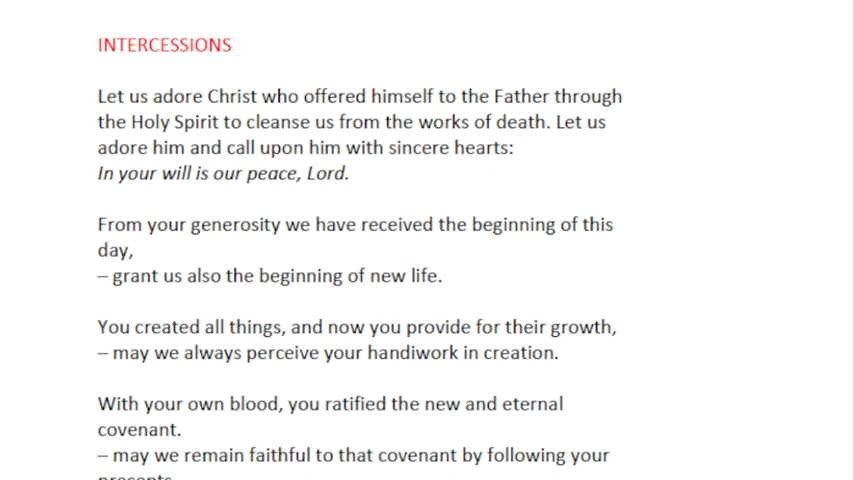 INTERCESSIONS
Let us adore Christ who offered himself to the Father through
the Holy Spirit to cleanse us from the works of death. Let us
adore him and call upon him with sincere hearts:
In your will is our peace, Lord.
From your generosity we have received the beginning of this
day,
– grant us also the beginning of new life.
You created all things, and now you provide for their growth,
– may we always perceive your handiwork in creation.
With your own blood, you ratified the new and eternal
covenant.
– may we remain faithful to that covenant by following your